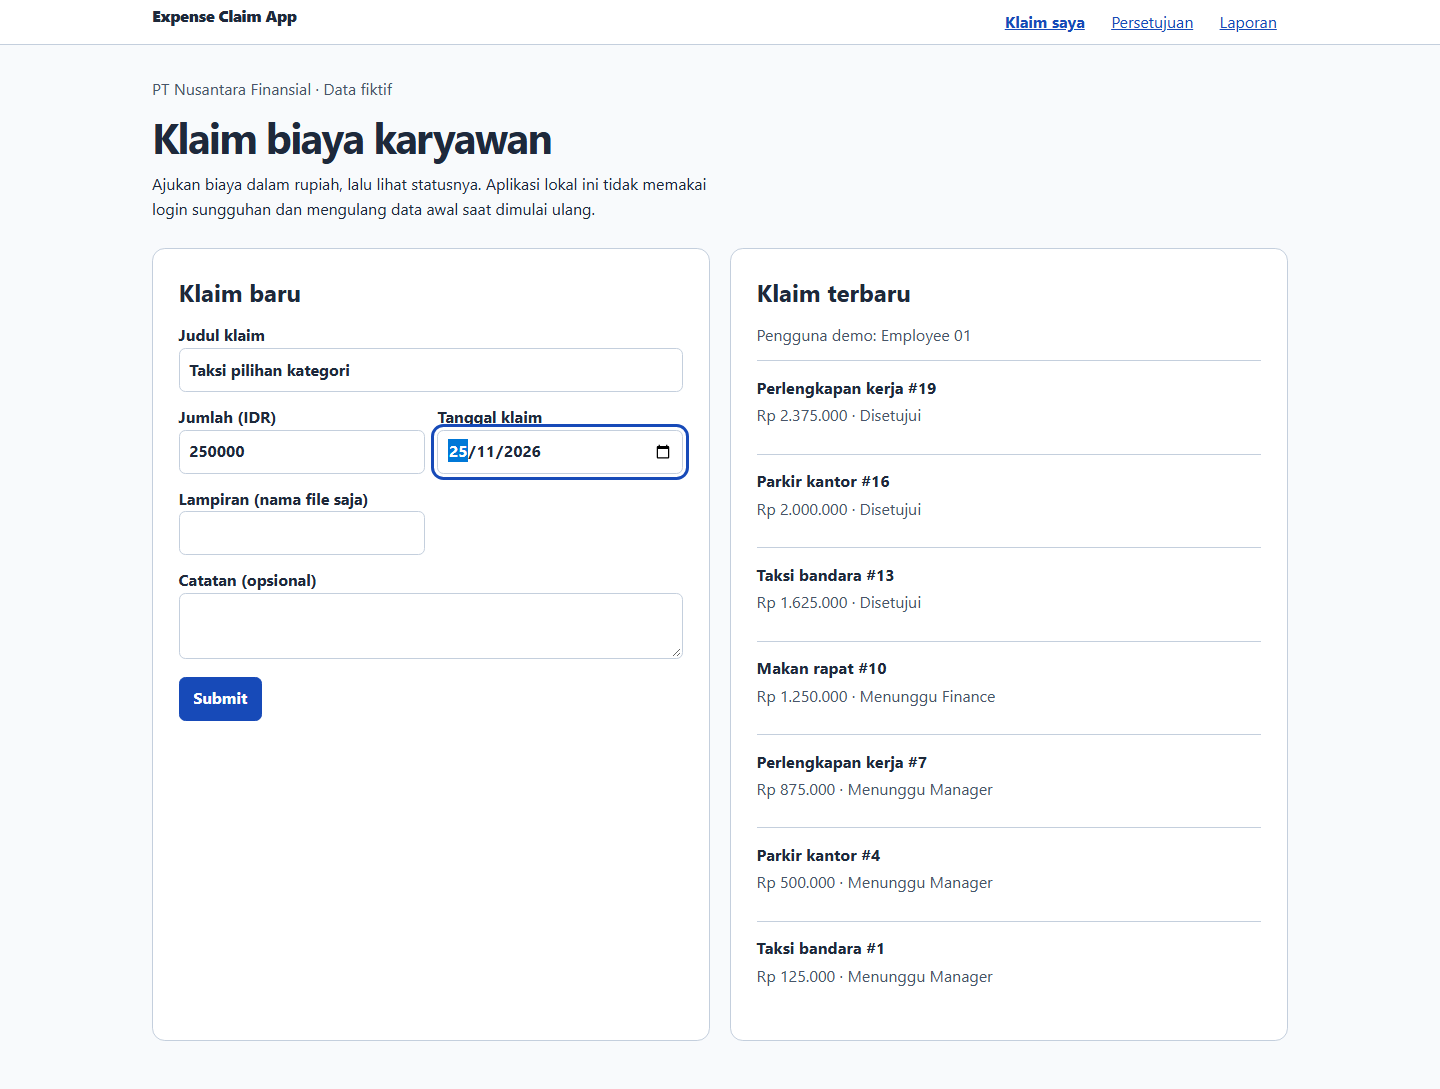 Expense Claim App
Klaim saya
Persetujuan
Laporan
PT Nusantara Finansial · Data fiktif
Klaim biaya karyawan
Ajukan biaya dalam rupiah, lalu lihat statusnya. Aplikasi lokal ini tidak memakai
login sungguhan dan mengulang data awal saat dimulai ulang.
Klaim baru
Judul klaim
Taksi pilihan kategori
Jumlah (IDR)
250000
Tanggal klaim
25/11/2026
Lampiran (nama file saja)
Catatan (opsional)
Submit
Klaim terbaru
Pengguna demo: Employee 01
Perlengkapan kerja #19
Rp 2.375.000 · Disetujui
Parkir kantor #16
Rp 2.000.000 · Disetujui
Taksi bandara #13
Rp 1.625.000 · Disetujui
Makan rapat #10
Rp 1.250.000 · Menunggu Finance
Perlengkapan kerja #7
Rp 875.000 · Menunggu Manager
Parkir kantor #4
Rp 500.000 · Menunggu Manager
Taksi bandara #1
Rp 125.000 · Menunggu Manager